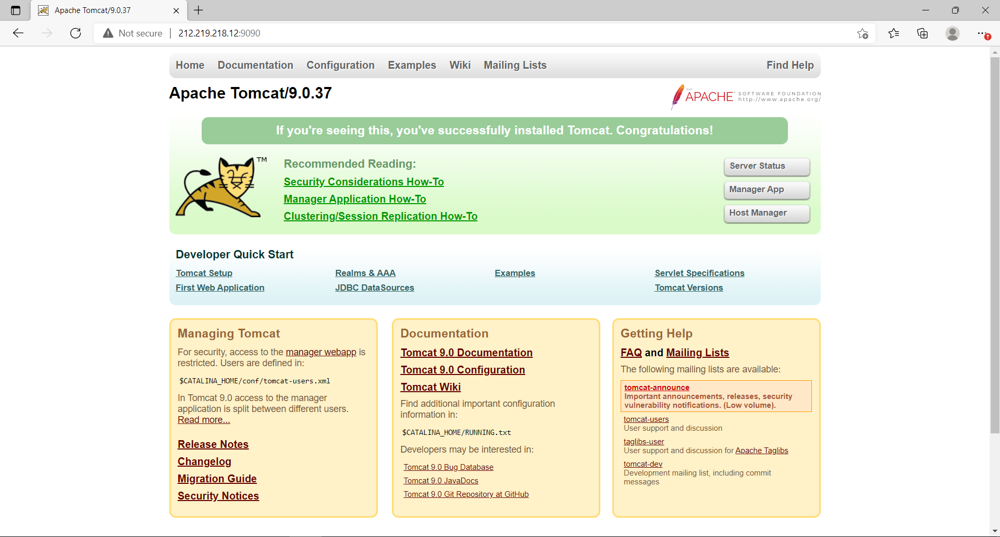 Apache Tomcat/9.0.37
Not secure 212.219.218.12:9090
Home Documentation Configuration Examples Wiki Mailing Lists Find Help
Apache Tomcat/9.0.37
THE
APACHE® SOFTWARE FOUNDATION
http://www.apache.org/
If you're seeing this, you've successfully installed Tomcat. Congratulations!
TM
Recommended Reading:
Security Considerations How-To
Manager Application How-To
Clustering/Session Replication How-To
Server Status
Manager App
Host Manager
Developer Quick Start
Tomcat Setup
First Web Application
Realms & AAA
JDBC DataSources
Examples
Servlet Specifications
Tomcat Versions
Managing Tomcat
For security, access to the manager webapp is
restricted. Users are defined in:
$CATALINA_HOME/conf/tomcat-users.xml
In Tomcat 9.0 access to the manager
application is split between different users.
Read more...
Release Notes
Changelog
Migration Guide
Security Notices
Documentation
Tomcat 9.0 Documentation
Tomcat 9.0 Configuration
Tomcat Wiki
Find additional important configuration
information in:
$CATALINA_HOME/RUNNING.txt
Developers may be interested in:
Tomcat 9.0 Bug Database
Tomcat 9.0 JavaDocs
Tomcat 9.0 Git Repository at GitHub
Getting Help
FAQ and Mailing Lists
The following mailing lists are available:
tomcat-announce
Important announcements, releases, security
vulnerability notifications. (Low volume).
tomcat-users
User support and discussion
taglibs-user
User support and discussion for Apache Taglibs
tomcat-dev
Development mailing list, including commit
messages